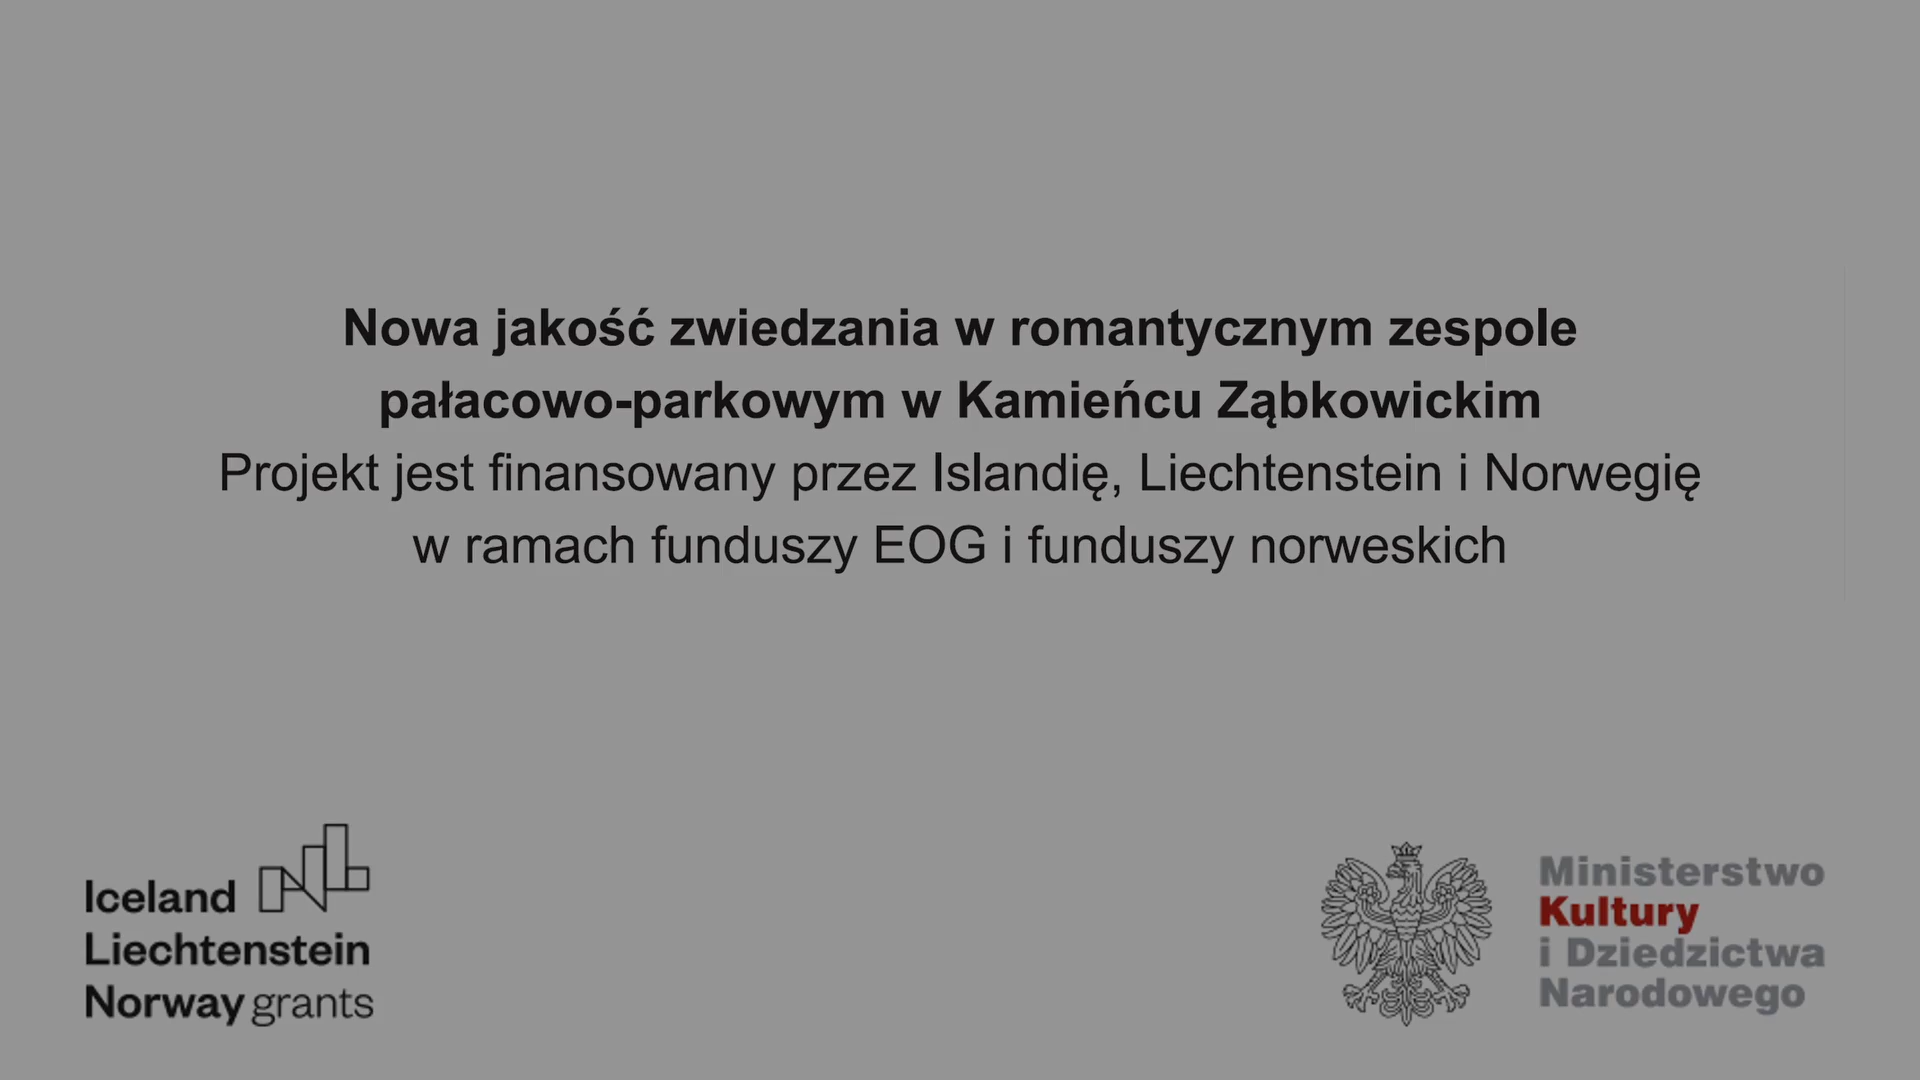 Nowa jakość zwiedzania w romantycznym zespole
pałacowo-parkowym w Kamieńcu Ząbkowickim
Projekt jest finansowany przez Islandię, Liechtenstein i Norwegię
w ramach funduszy EOG i funduszy norweskich
Iceland
Liechtenstein
Norway grants
Ministerstwo
Kultury
i Dziedzictwa
Narodowego